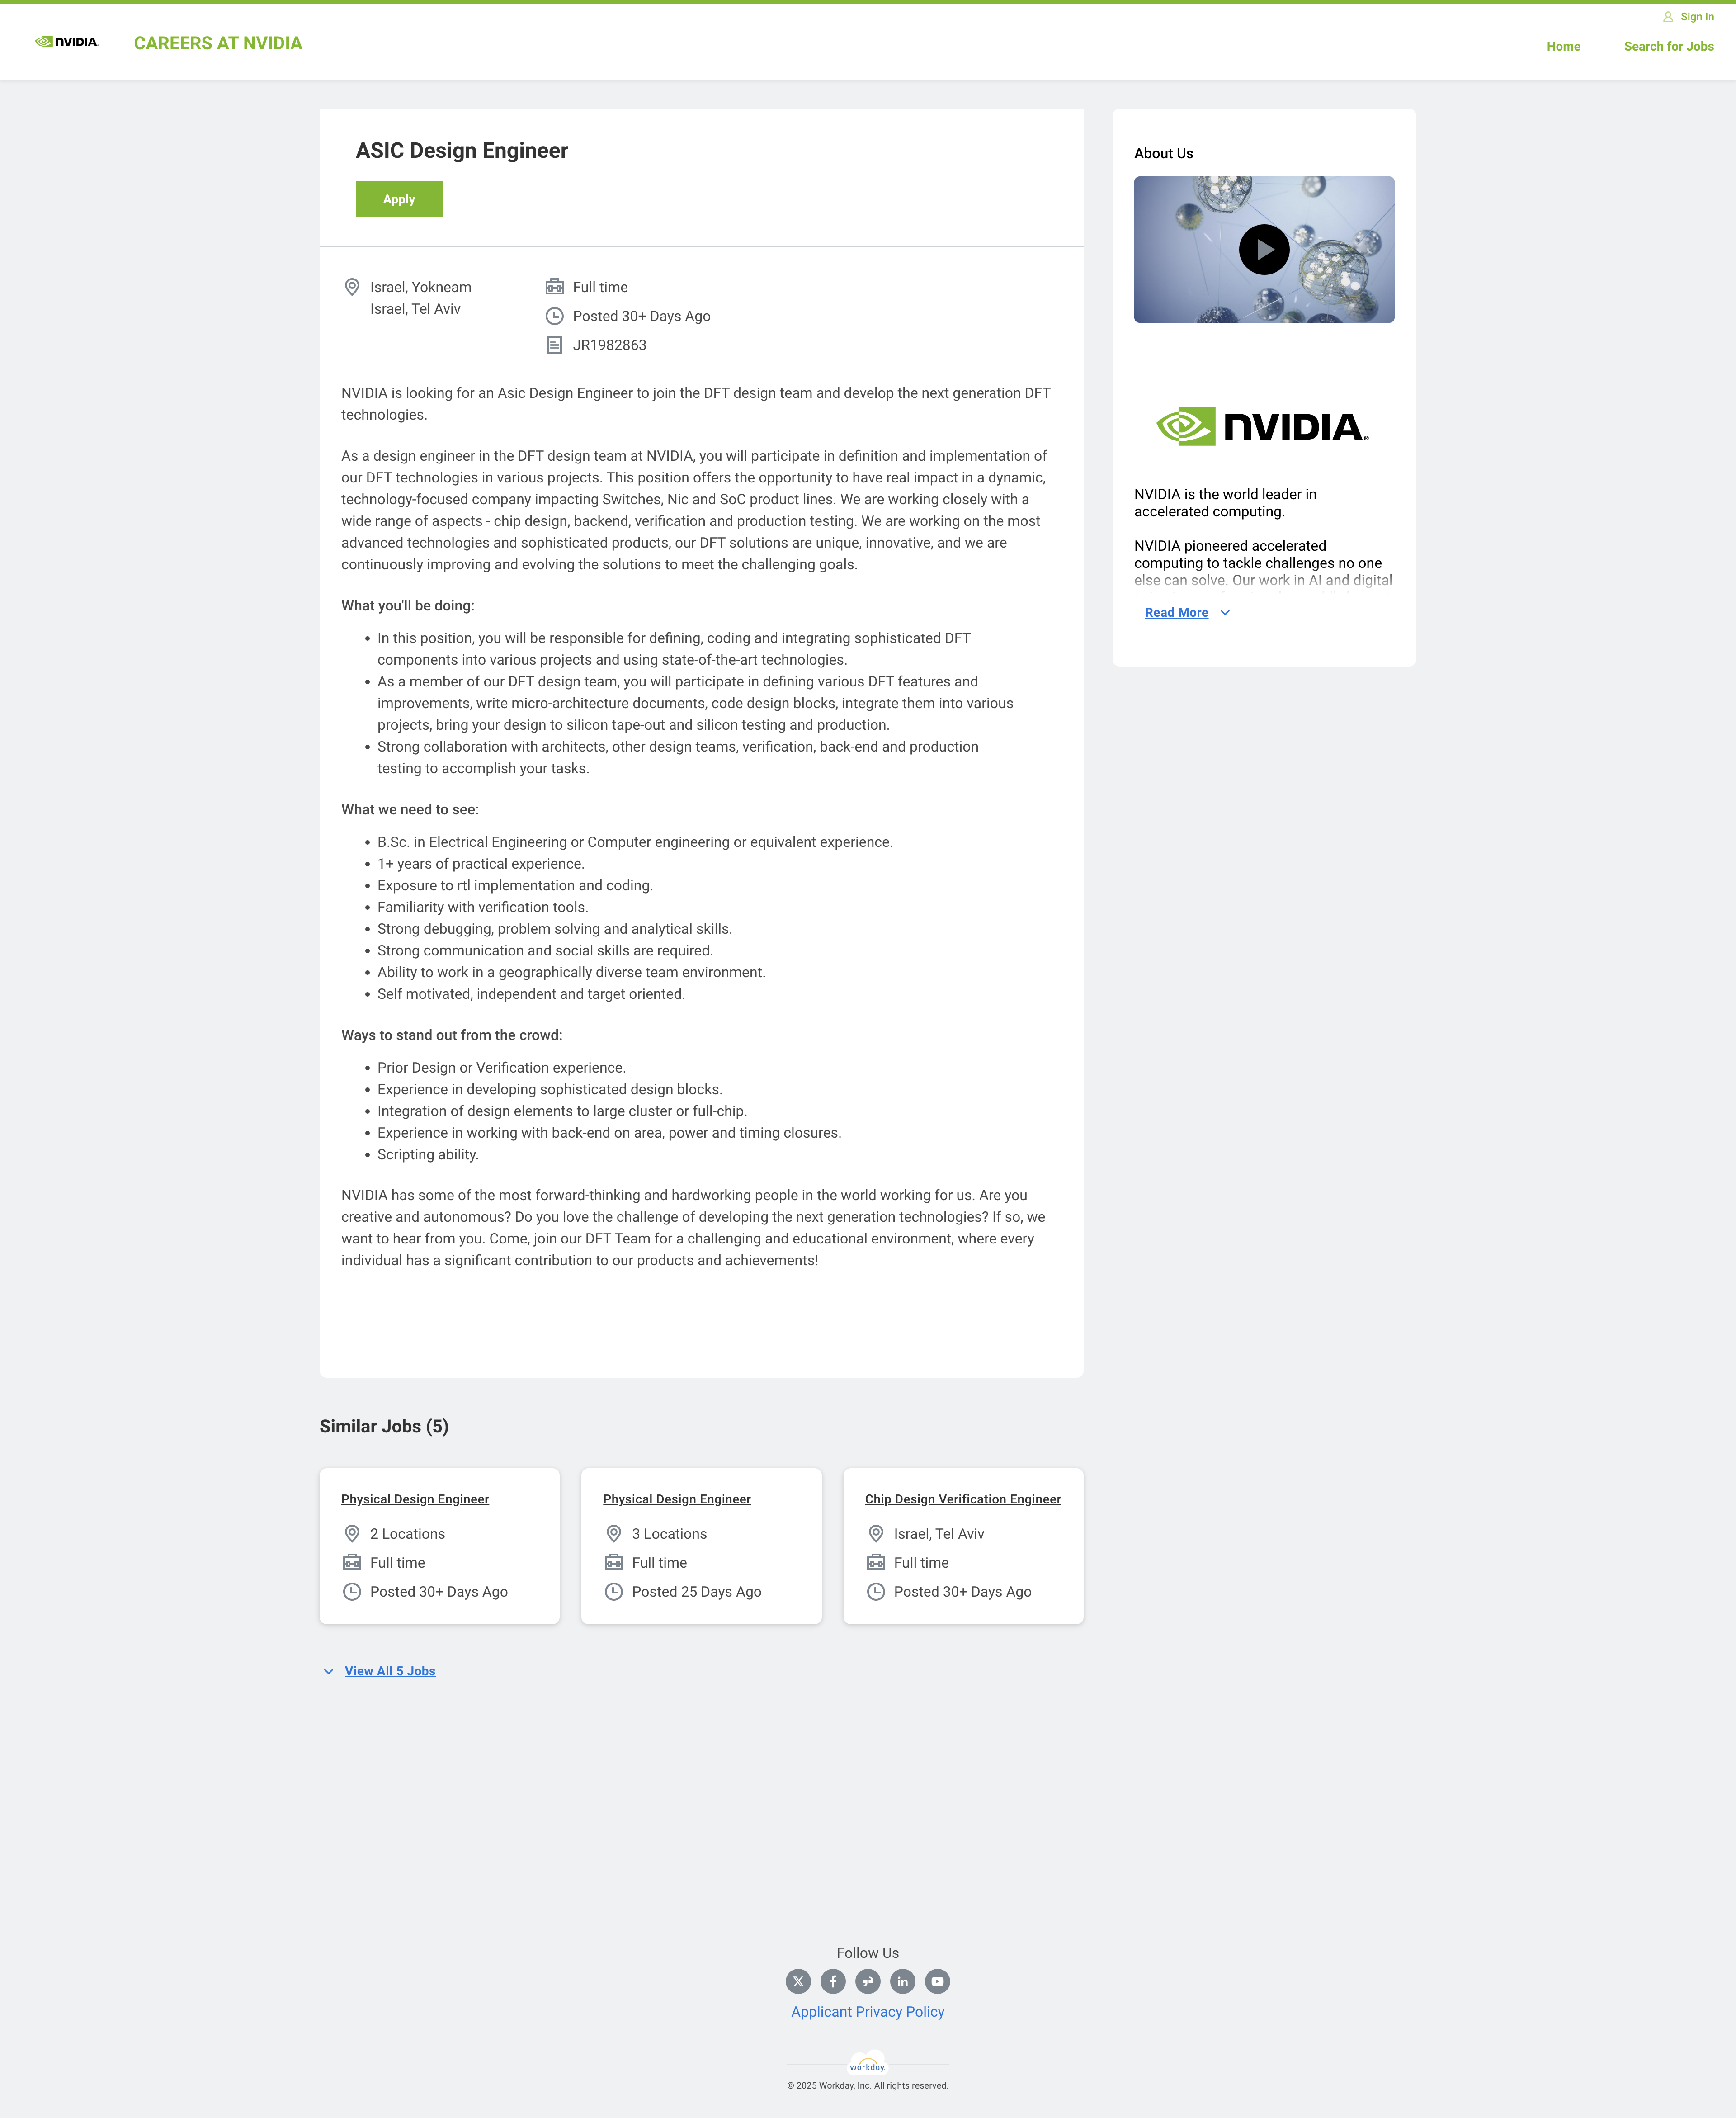 Sign In
NVIDIA.
CAREERS AT NVIDIA
Home
Search for Jobs
ASIC Design Engineer
Apply
Israel, Yokneam
Israel, Tel Aviv
Full time
Posted 30+ Days Ago
JR1982863
NVIDIA is looking for an Asic Design Engineer to join the DFT design team and develop the next generation DFT
technologies.
As a design engineer in the DFT design team at NVIDIA, you will participate in definition and implementation of
our DFT technologies in various projects. This position offers the opportunity to have real impact in a dynamic,
technology-focused company impacting Switches, Nic and SoC product lines. We are working closely with a
wide range of aspects - chip design, backend, verification and production testing. We are working on the most
advanced technologies and sophisticated products, our DFT solutions are unique, innovative, and we are
continuously improving and evolving the solutions to meet the challenging goals.
What you'll be doing:
• In this position, you will be responsible for defining, coding and integrating sophisticated DFT
components into various projects and using state-of-the-art technologies.
• As a member of our DFT design team, you will participate in defining various DFT features and
improvements, write micro-architecture documents, code design blocks, integrate them into various
projects, bring your design to silicon tape-out and silicon testing and production.
• Strong collaboration with architects, other design teams, verification, back-end and production
testing to accomplish your tasks.
What we need to see:
• B.Sc. in Electrical Engineering or Computer engineering or equivalent experience.
• 1+ years of practical experience.
• Exposure to rtl implementation and coding.
• Familiarity with verification tools.
• Strong debugging, problem solving and analytical skills.
• Strong communication and social skills are required.
• Ability to work in a geographically diverse team environment.
• Self motivated, independent and target oriented.
Ways to stand out from the crowd:
• Prior Design or Verification experience.
• Experience in developing sophisticated design blocks.
• Integration of design elements to large cluster or full-chip.
• Experience in working with back-end on area, power and timing closures.
• Scripting ability.
NVIDIA has some of the most forward-thinking and hardworking people in the world working for us. Are you
creative and autonomous? Do you love the challenge of developing the next generation technologies? If so, we
want to hear from you. Come, join our DFT Team for a challenging and educational environment, where every
individual has a significant contribution to our products and achievements!
About Us
NVIDIA.
NVIDIA is the world leader in
accelerated computing.
NVIDIA pioneered accelerated
computing to tackle challenges no one
else can solve. Our work in AI and digital
Read More
Similar Jobs (5)
Physical Design Engineer
2 Locations
Full time
Posted 30+ Days Ago
Physical Design Engineer
3 Locations
Full time
Posted 25 Days Ago
Chip Design Verification Engineer
Israel, Tel Aviv
Full time
Posted 30+ Days Ago
View All 5 Jobs
Follow Us
Applicant Privacy Policy
workday.
© 2025 Workday, Inc. All rights reserved.